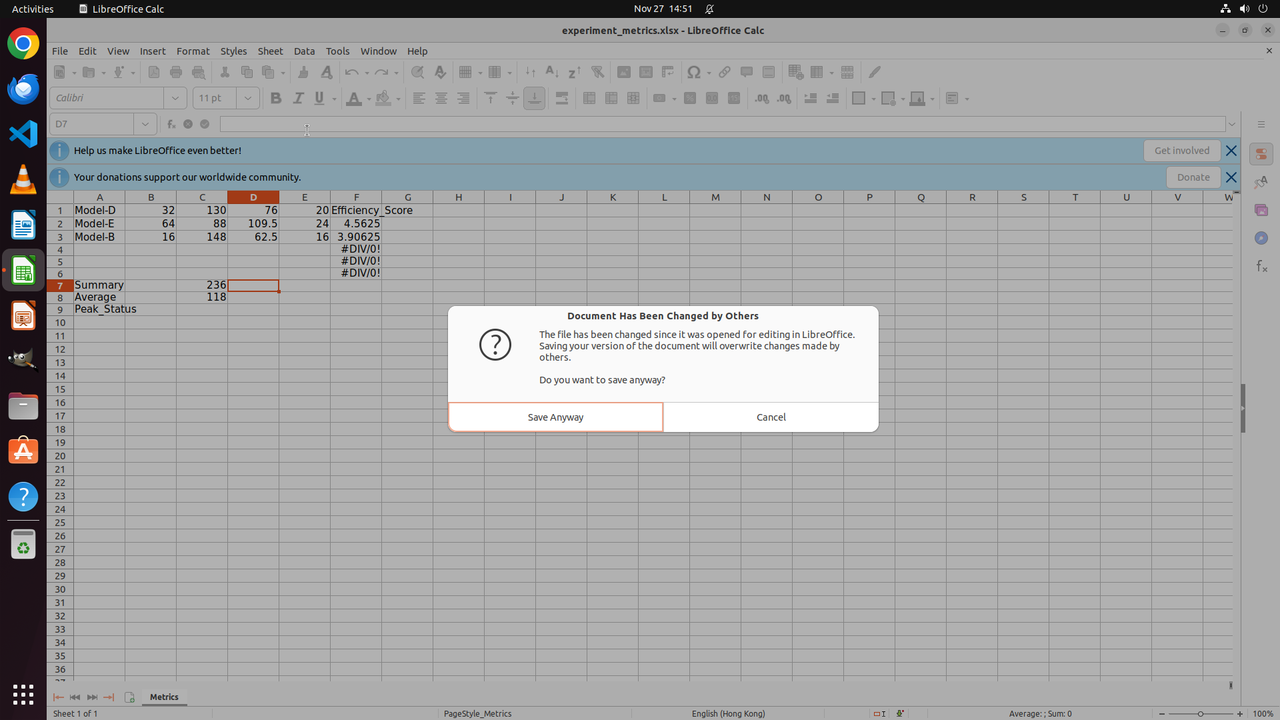 Activities
LibreOffice Calc
Nov 27 14:51
experiment_metrics.xlsx - LibreOffice Calc
File Edit View Insert Format Styles Sheet Data Tools Window Help
Calibri
11 pt
D7
Help us make LibreOffice even better!
Get involved
Your donations support our worldwide community.
Donate
A B C D E F G H I J K L M N O P Q R S T U V W
1 Model-D 32 130 76 20 Efficiency_Score
2 Model-E 64 88 109.5 24 4.5625
3 Model-B 16 148 62.5 16 3.90625
4 #DIV/0!
5 #DIV/0!
6 #DIV/0!
7 Summary 236
8 Average 118
9 Peak_Status
10
11
12
13
14
15
16
17
18
19
20
21
22
23
24
25
26
27
28
29
30
31
32
33
34
35
36
Document Has Been Changed by Others
The file has been changed since it was opened for editing in LibreOffice.
Saving your version of the document will overwrite changes made by
others.
Do you want to save anyway?
Save Anyway
Cancel
Metrics
Sheet 1 of 1
PageStyle_Metrics
English (Hong Kong)
Average: ; Sum: 0
100%